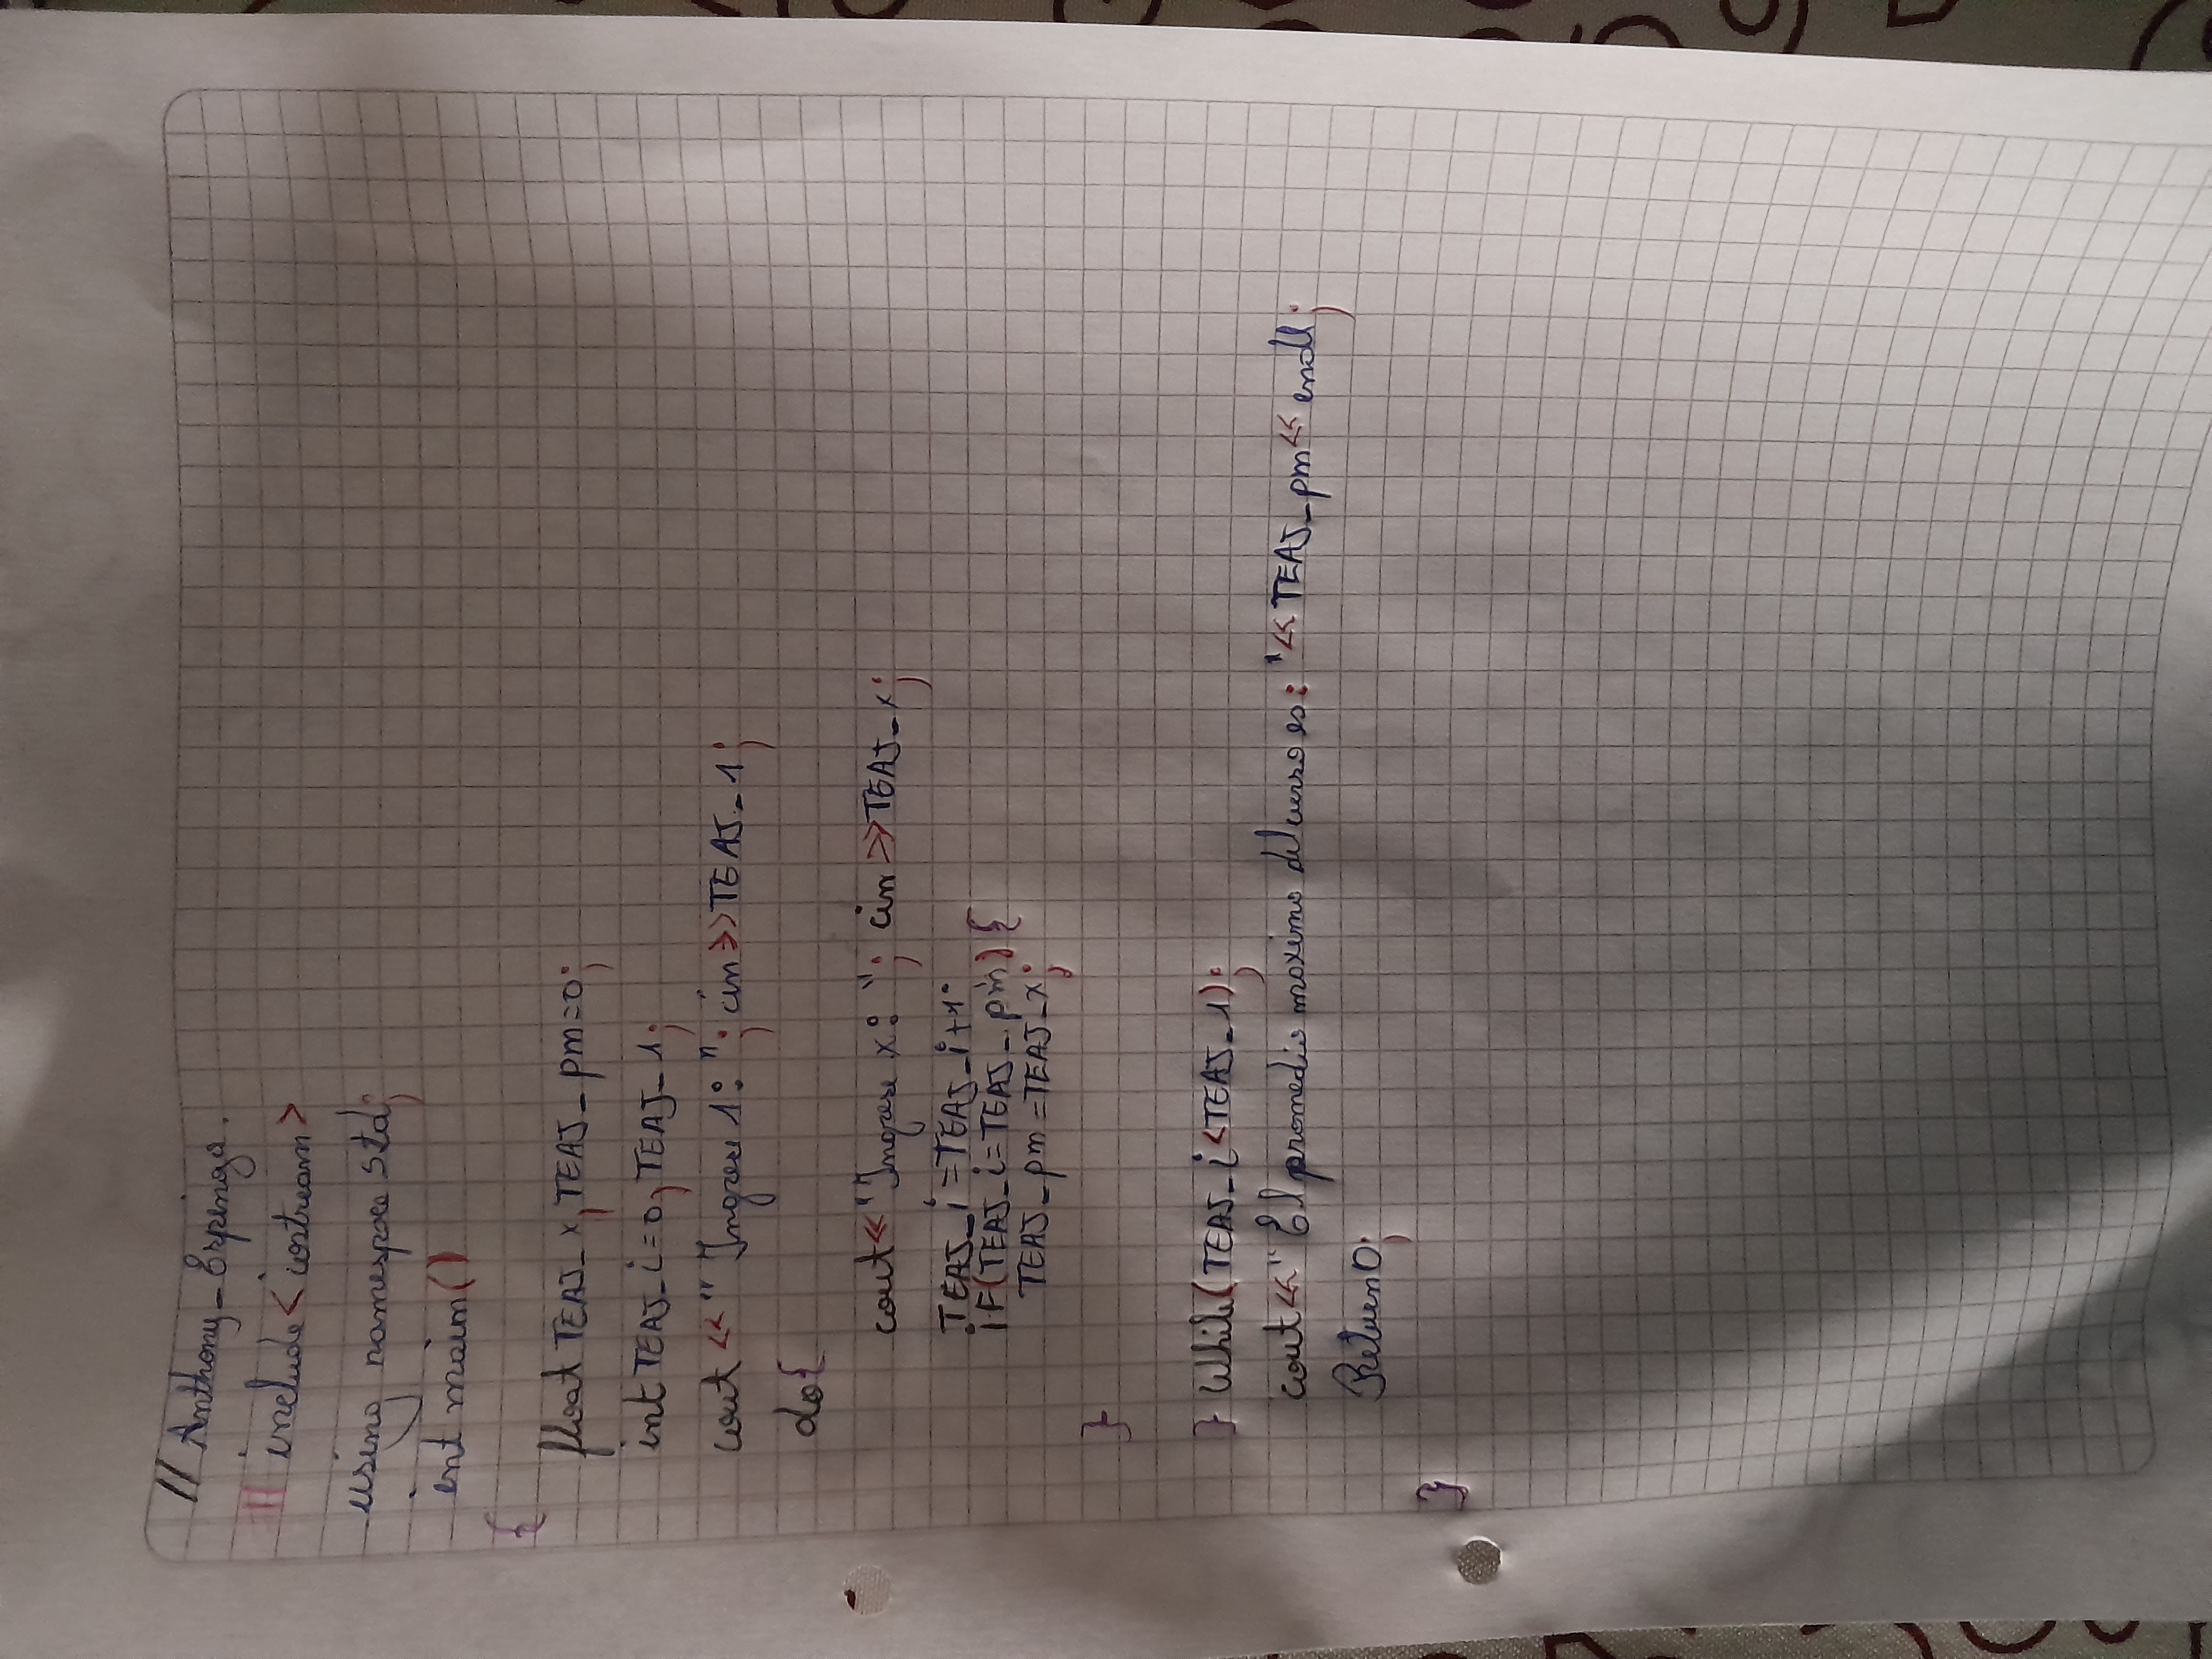 // Anthony_Erpinga.
# include<iostream>
using namespace std;
int main()
{
float TEAJ_x, TEAJ_pm=0;
int TEAJ_i=0, TEAJ_1;
cout << "Ingrese 1: "; cin>>TEAJ_1;
do{
cout<<"Ingrese x: "; cin>>TEAJ_x;
TEAJ_i=TEAJ_i+1;
iF(TEAJ_i=TEAJ_pm){
TEAJ_pm=TEAJ_x;
}
} While(TEAJ_i<TEAJ_1);
cout<<"El promedio maximo del curso es: "<<TEAJ_pm<<endl;
Return0;
}